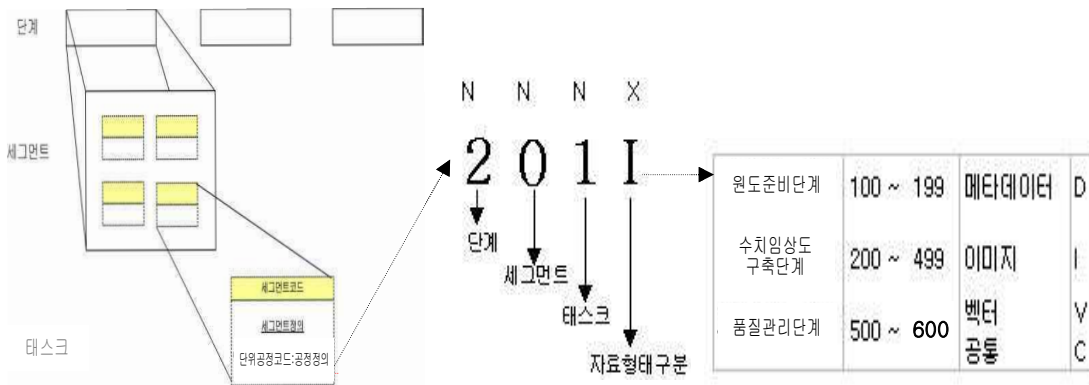 단계
세그먼트
태스크
세그먼트코드
세그먼트정의
단위공정코드:공정정의
N N N X
2 0 1 I
단계
세그먼트
태스크
자료형태구분
원도준비단계 100 ~ 199 메타데이터 D
수치임상도
구축단계 200 ~ 499 이미지 I
품질관리단계 500 ~ 600 벡터 V
공통 C